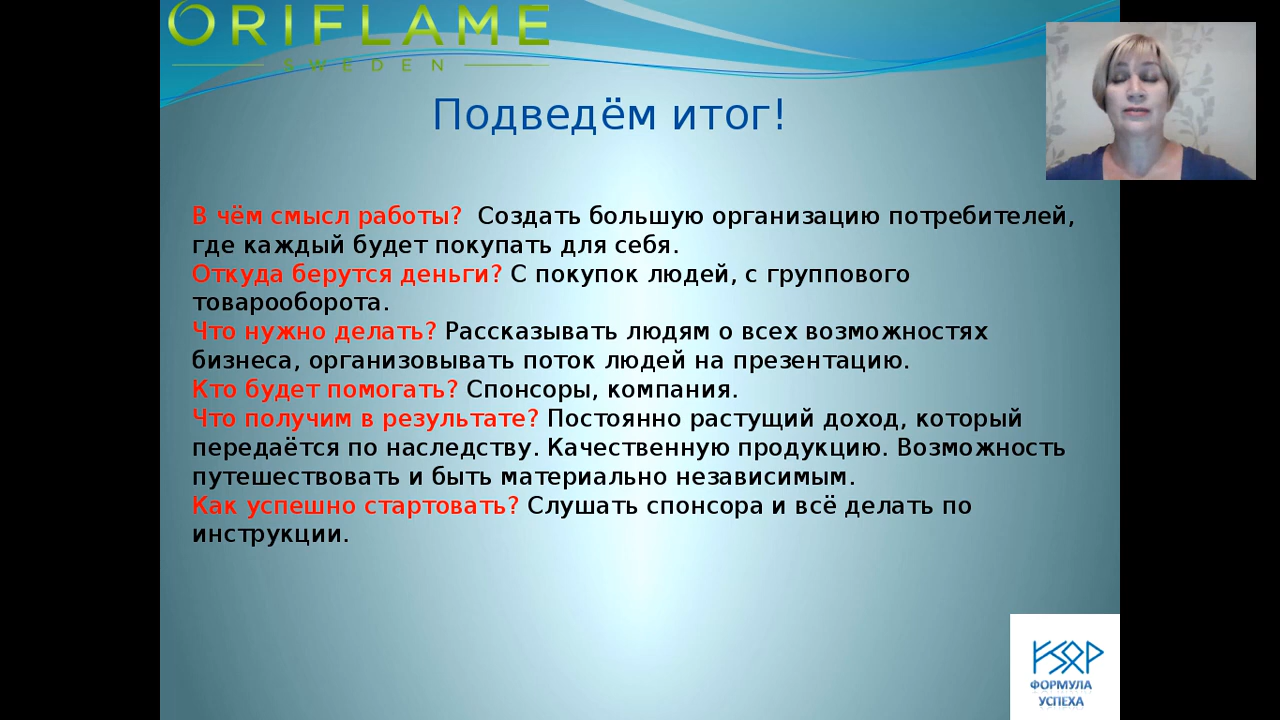 ORIFLAME
SWEDEN
Подведём итог!
В чём смысл работы? Создать большую организацию потребителей,
где каждый будет покупать для себя.
Откуда берутся деньги? С покупок людей, с группового
товарооборота.
Что нужно делать? Рассказывать людям о всех возможностях
бизнеса, организовывать поток людей на презентацию.
Кто будет помогать? Спонсоры, компания.
Что получим в результате? Постоянно растущий доход, который
передаётся по наследству. Качественную продукцию. Возможность
путешествовать и быть материально независимым.
Как успешно стартовать? Слушать спонсора и всё делать по
инструкции.
ФОРМУЛА
УСПЕХА